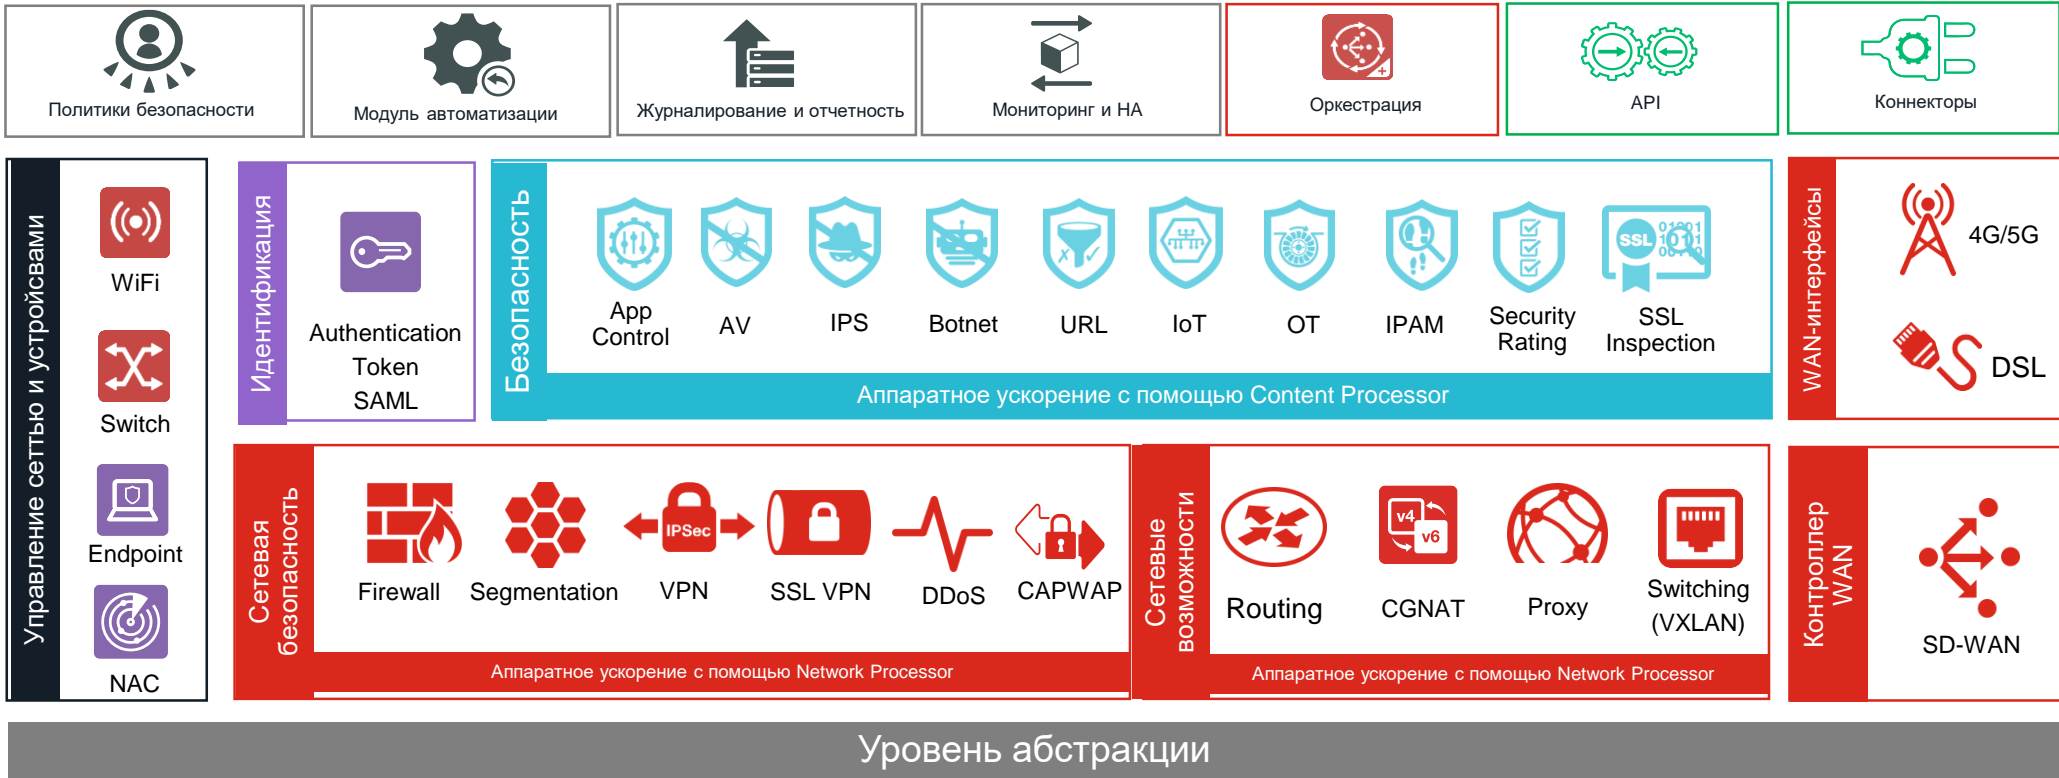 Политики безопасности
Модуль автоматизации
Журналирование и отчетность
Мониторинг и НА
Оркестрация
API
Коннекторы
Управление сеттью и устройсвами
WiFi
Switch
Endpoint
NAC
Идентификация
Authentication
Token
SAML
Безопасность
App
Control
AV
IPS
Botnet
URL
IoT
OT
IPAM
Security
Rating
SSL
SSL
Inspection
Аппаратное ускорение с помощью Content Processor
WAN-интерфейсы
4G/5G
DSL
Сетевая
безопасность
Firewall
Segmentation
IPSec
VPN
SSL VPN
DDoS
CAPWAP
Аппаратное ускорение с помощью Network Processor
Сетевые
возможности
Routing
v4
v6
CGNAT
Proxy
Switching
(VXLAN)
Аппаратное ускорение с помощью Network Processor
Контроллер
WAN
SD-WAN
Уровень абстракции